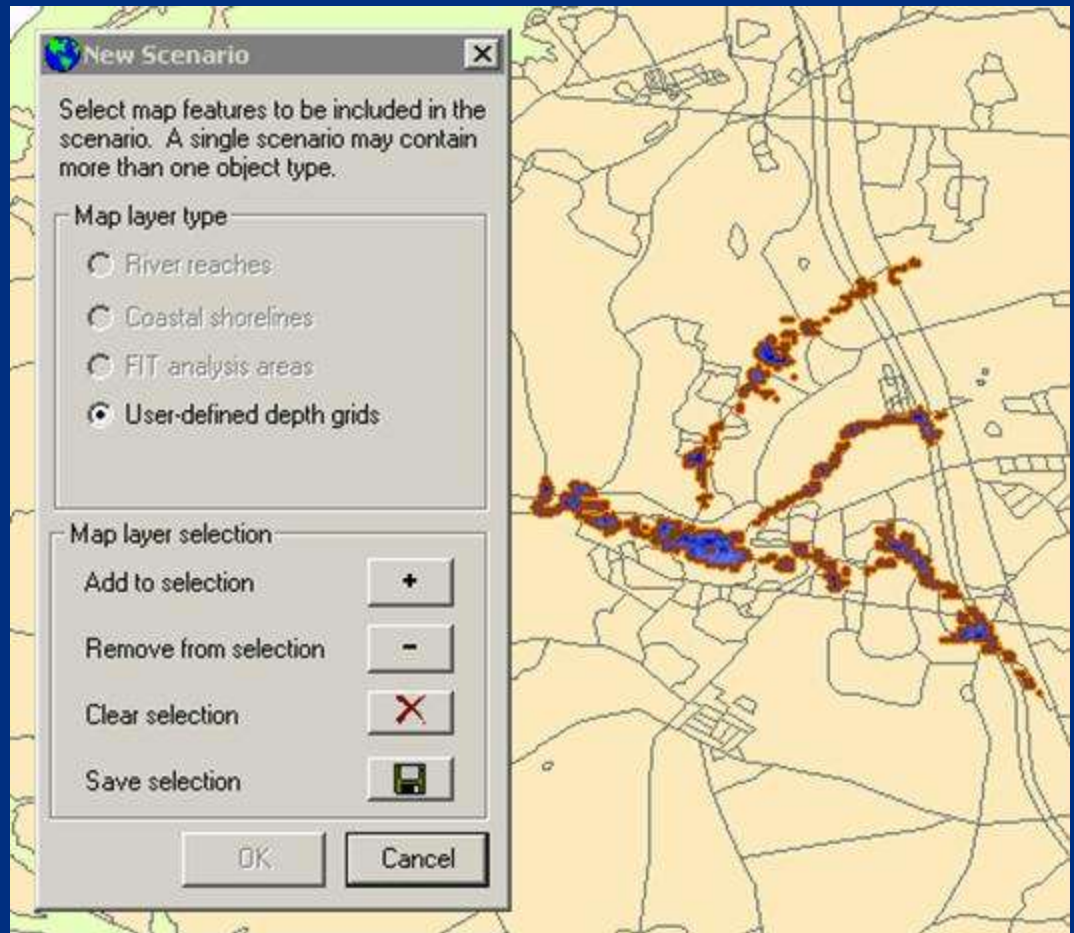 New Scenario
Select map features to be included in the
scenario. A single scenario may contain
more than one object type.
Map layer type
River reaches
Coastal shorelines
FIT analysis areas
User-defined depth grids
Map layer selection
Add to selection
+
Remove from selection
-
Clear selection
Save selection
OK
Cancel